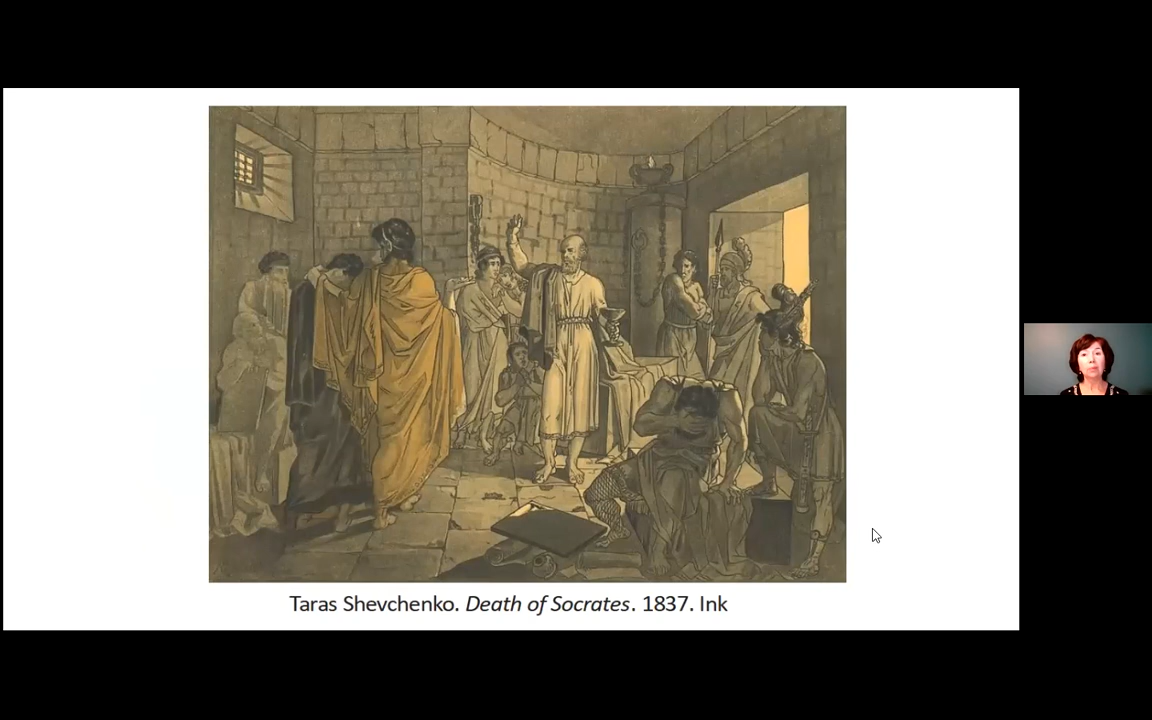 Taras Shevchenko. Death of Socrates. 1837. Ink